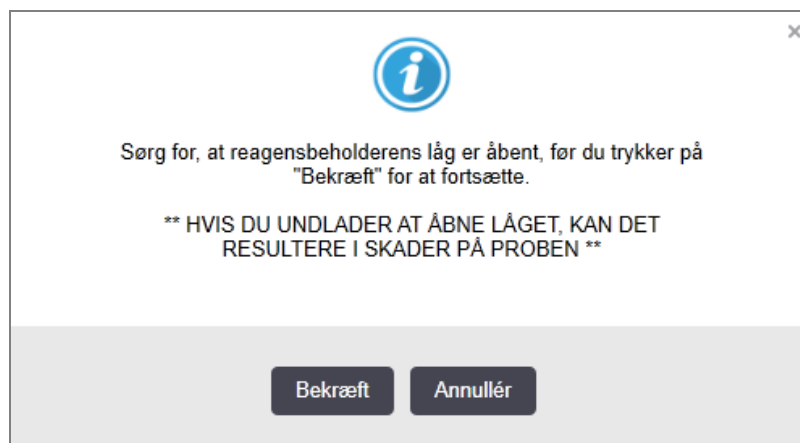 Sørg for, at reagensbeholderens låg er åbent, før du trykker på
"Bekræft" for at fortsætte.
** HVIS DU UNDLADER AT ÅBNE LÅGET, KAN DET
RESULTERE I SKADER PÅ PROBEN **
Bekræft
Annullér